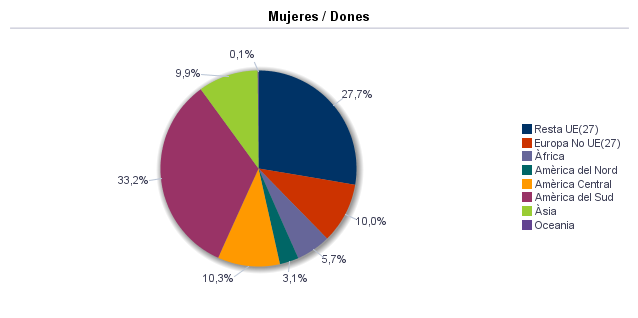 Mujeres / Dones
0,1%
9,9%
27,7%
33,2%
10,0%
5,7%
10,3%
3,1%
Resta UE(27)
Europa No UE(27)
Àfrica
Amèrica del Nord
Amèrica Central
Amèrica del Sud
Àsia
Oceania